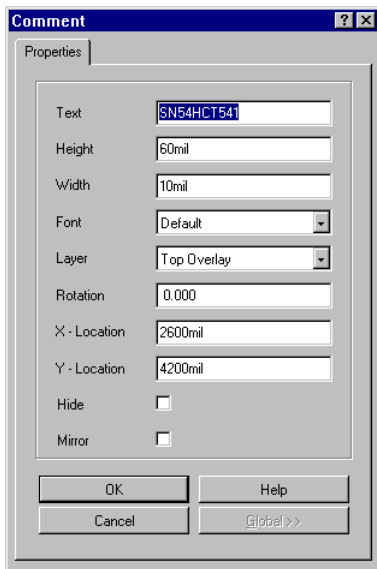 Comment
Properties
Text SN54HCT541
Height 60mil
Width 10mil
Font Default
Layer Top Overlay
Rotation 0.000
X - Location 2600mil
Y - Location 4200mil
Hide
Mirror
OK Help
Cancel Global >>